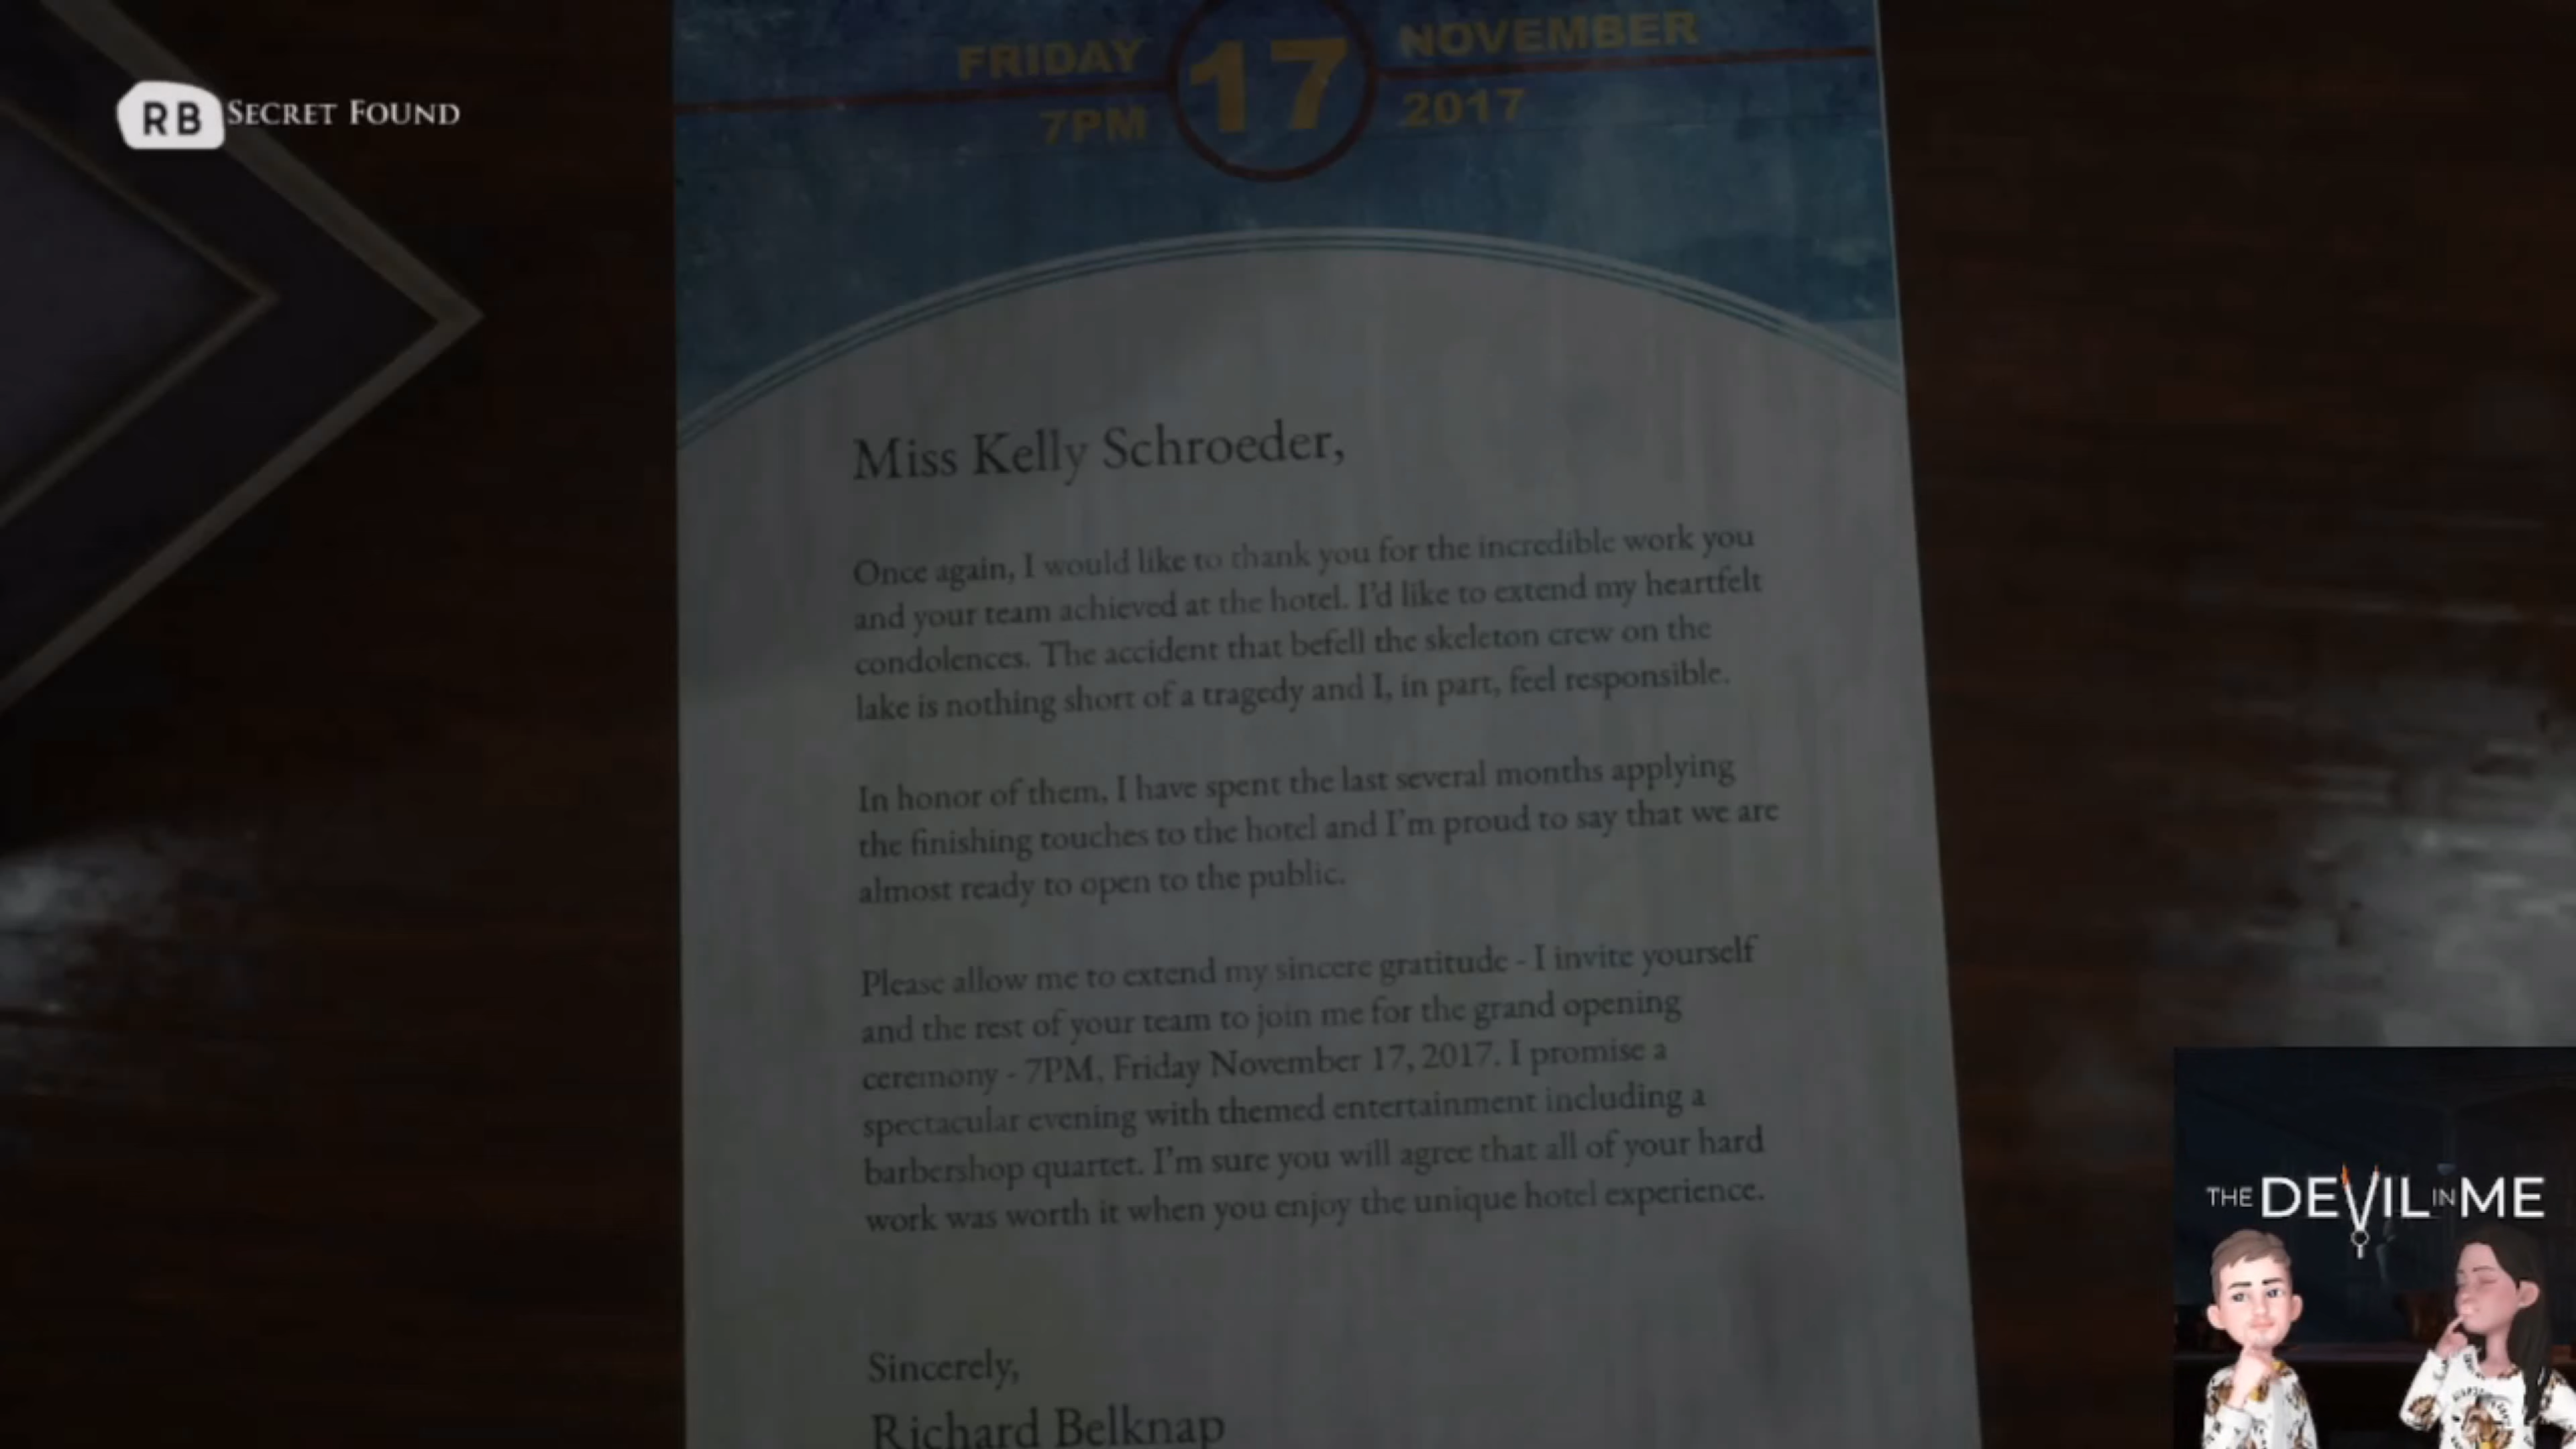 FRIDAY 17 NOVEMBER
7PM 2017
RB SECRET FOUND
Miss Kelly Schroeder,
Once again, I would like to thank you for the incredible work you
and your team achieved at the hotel. I'd like to extend my heartfelt
condolences. The accident that befell the skeleton crew on the
lake is nothing short of a tragedy and I, in part, feel responsible.
In honor of them, I have spent the last several months applying
the finishing touches to the hotel and I'm proud to say that we are
almost ready to open to the public.
Please allow me to extend my sincere gratitude - I invite yourself
and the rest of your team to join me for the grand opening
ceremony - 7PM, Friday November 17, 2017. I promise a
spectacular evening with themed entertainment including a
barbershop quartet. I'm sure you will agree that all of your hard
work was worth it when you enjoy the unique hotel experience.
Sincerely,
Richard Belknap
THE DEVIL IN ME